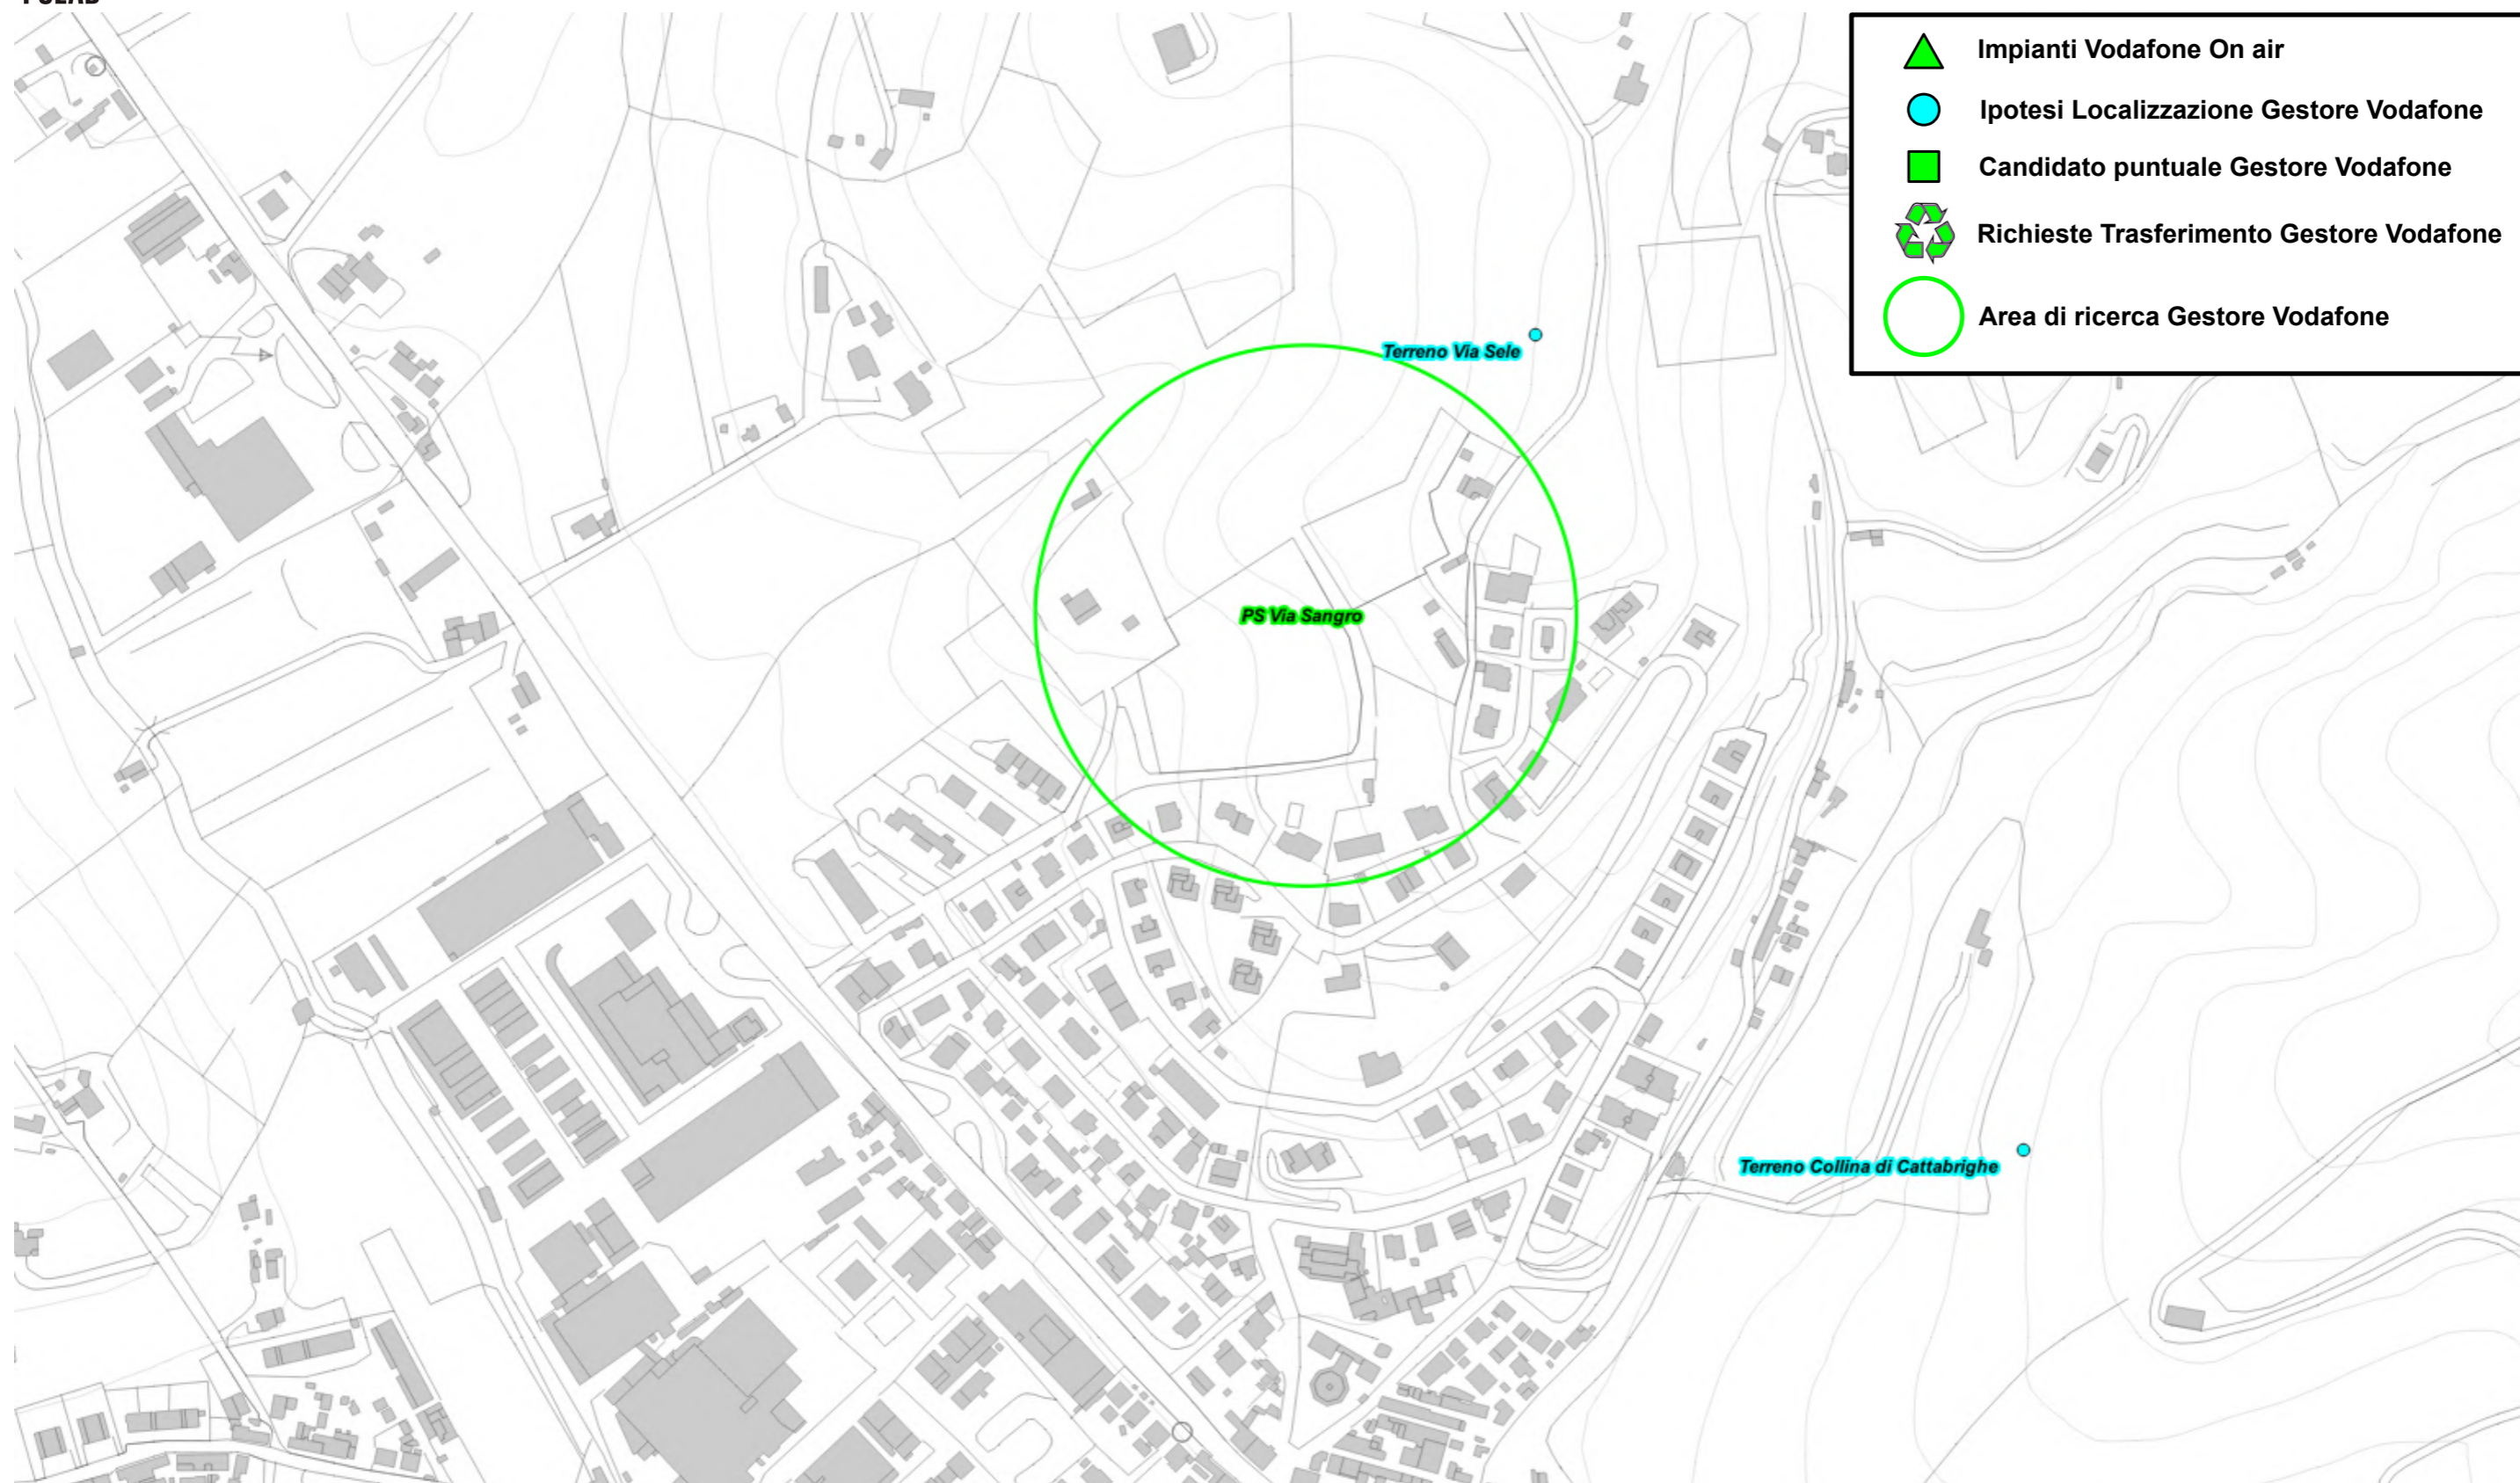 Impianti Vodafone On air
Ipotesi Localizzazione Gestore Vodafone
Candidato puntuale Gestore Vodafone
Richieste Trasferimento Gestore Vodafone
Area di ricerca Gestore Vodafone
Terreno Via Sele
PS Via Sangro
Terreno Collina di Cattabrighe